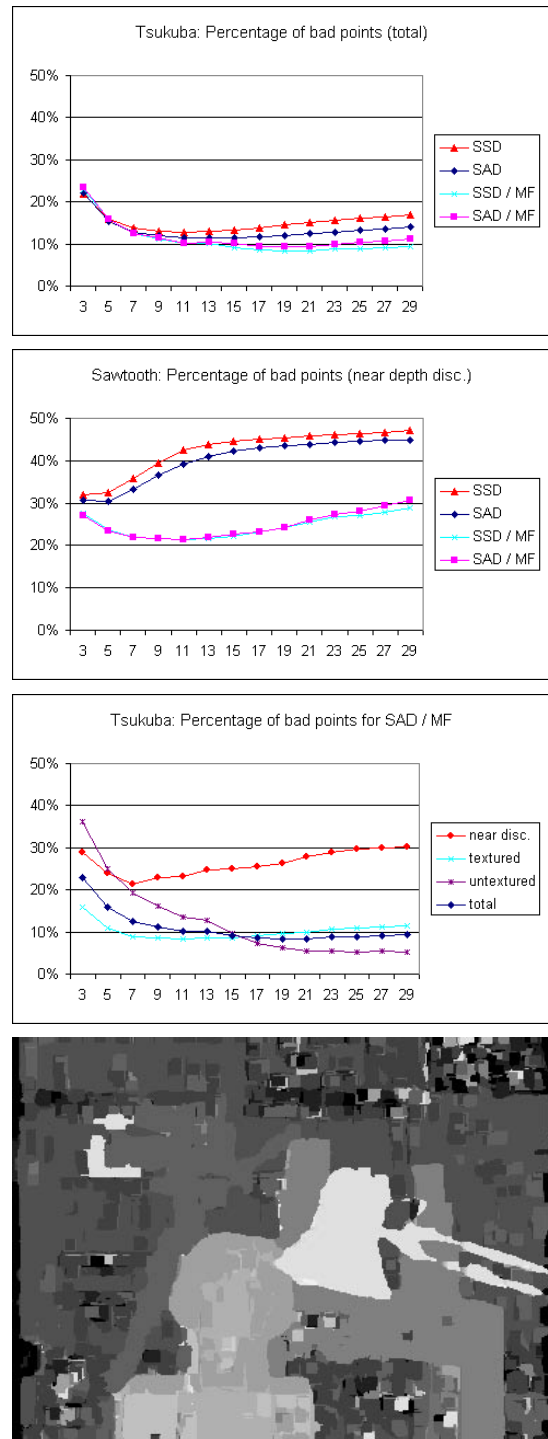 Tsukuba: Percentage of bad points (total)
50%
40%
30%
20%
10%
0%
3 5 7 9 11 13 15 17 19 21 23 25 27 29
SSD
SAD
SSD / MF
SAD / MF
Sawtooth: Percentage of bad points (near depth disc.)
50%
40%
30%
20%
10%
0%
3 5 7 9 11 13 15 17 19 21 23 25 27 29
SSD
SAD
SSD / MF
SAD / MF
Tsukuba: Percentage of bad points for SAD / MF
50%
40%
30%
20%
10%
0%
3 5 7 9 11 13 15 17 19 21 23 25 27 29
near disc.
textured
untextured
total